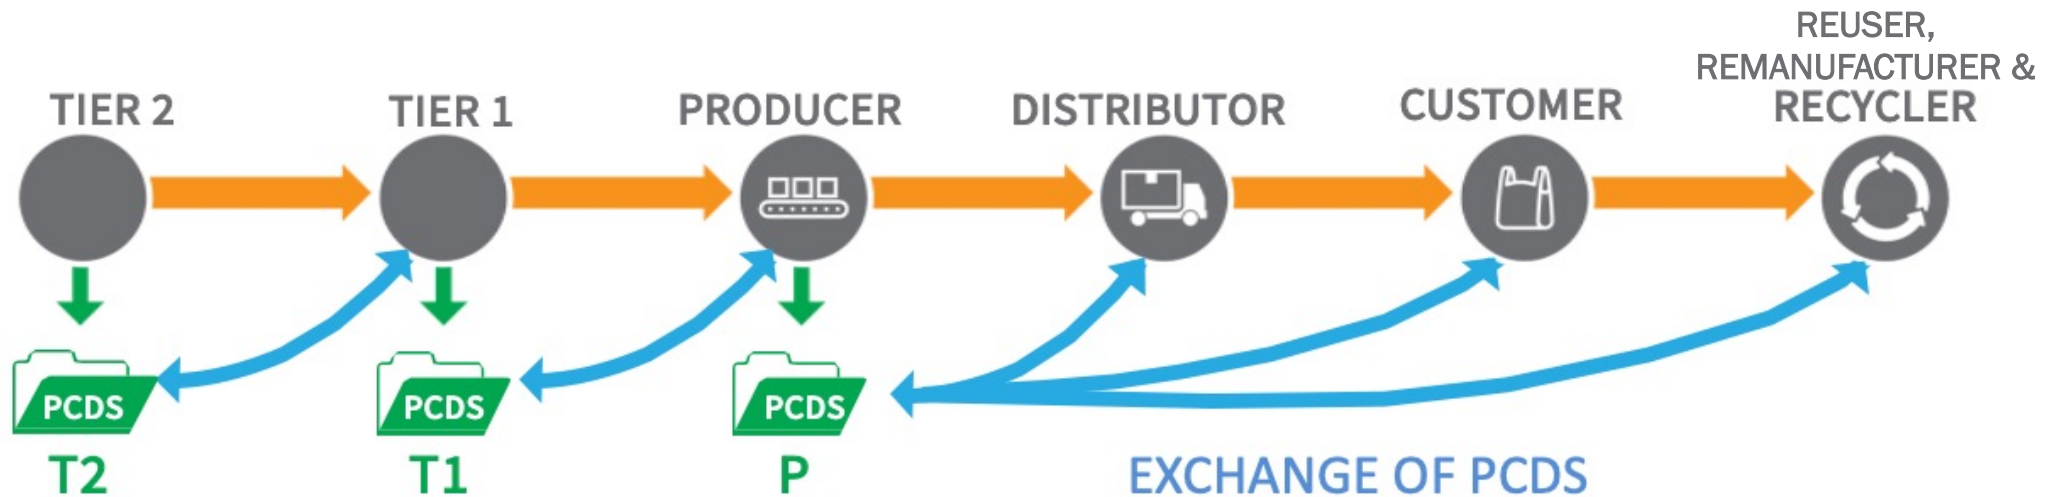 REUSER,
REMANUFACTURER &
TIER 2 TIER 1 PRODUCER DISTRIBUTOR CUSTOMER RECYCLER
PCDS PCDS PCDS
T2 T1 P EXCHANGE OF PCDS